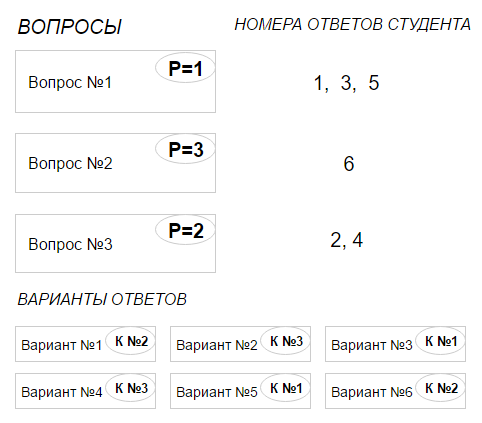 ВОПРОСЫ
НОМЕРА ОТВЕТОВ СТУДЕНТА
Вопрос №1 P=1 1, 3, 5
Вопрос №2 P=3 6
Вопрос №3 P=2 2, 4
ВАРИАНТЫ ОТВЕТОВ
Вариант №1 К №2 Вариант №2 К №3 Вариант №3 К №1
Вариант №4 К №3 Вариант №5 К №1 Вариант №6 К №2